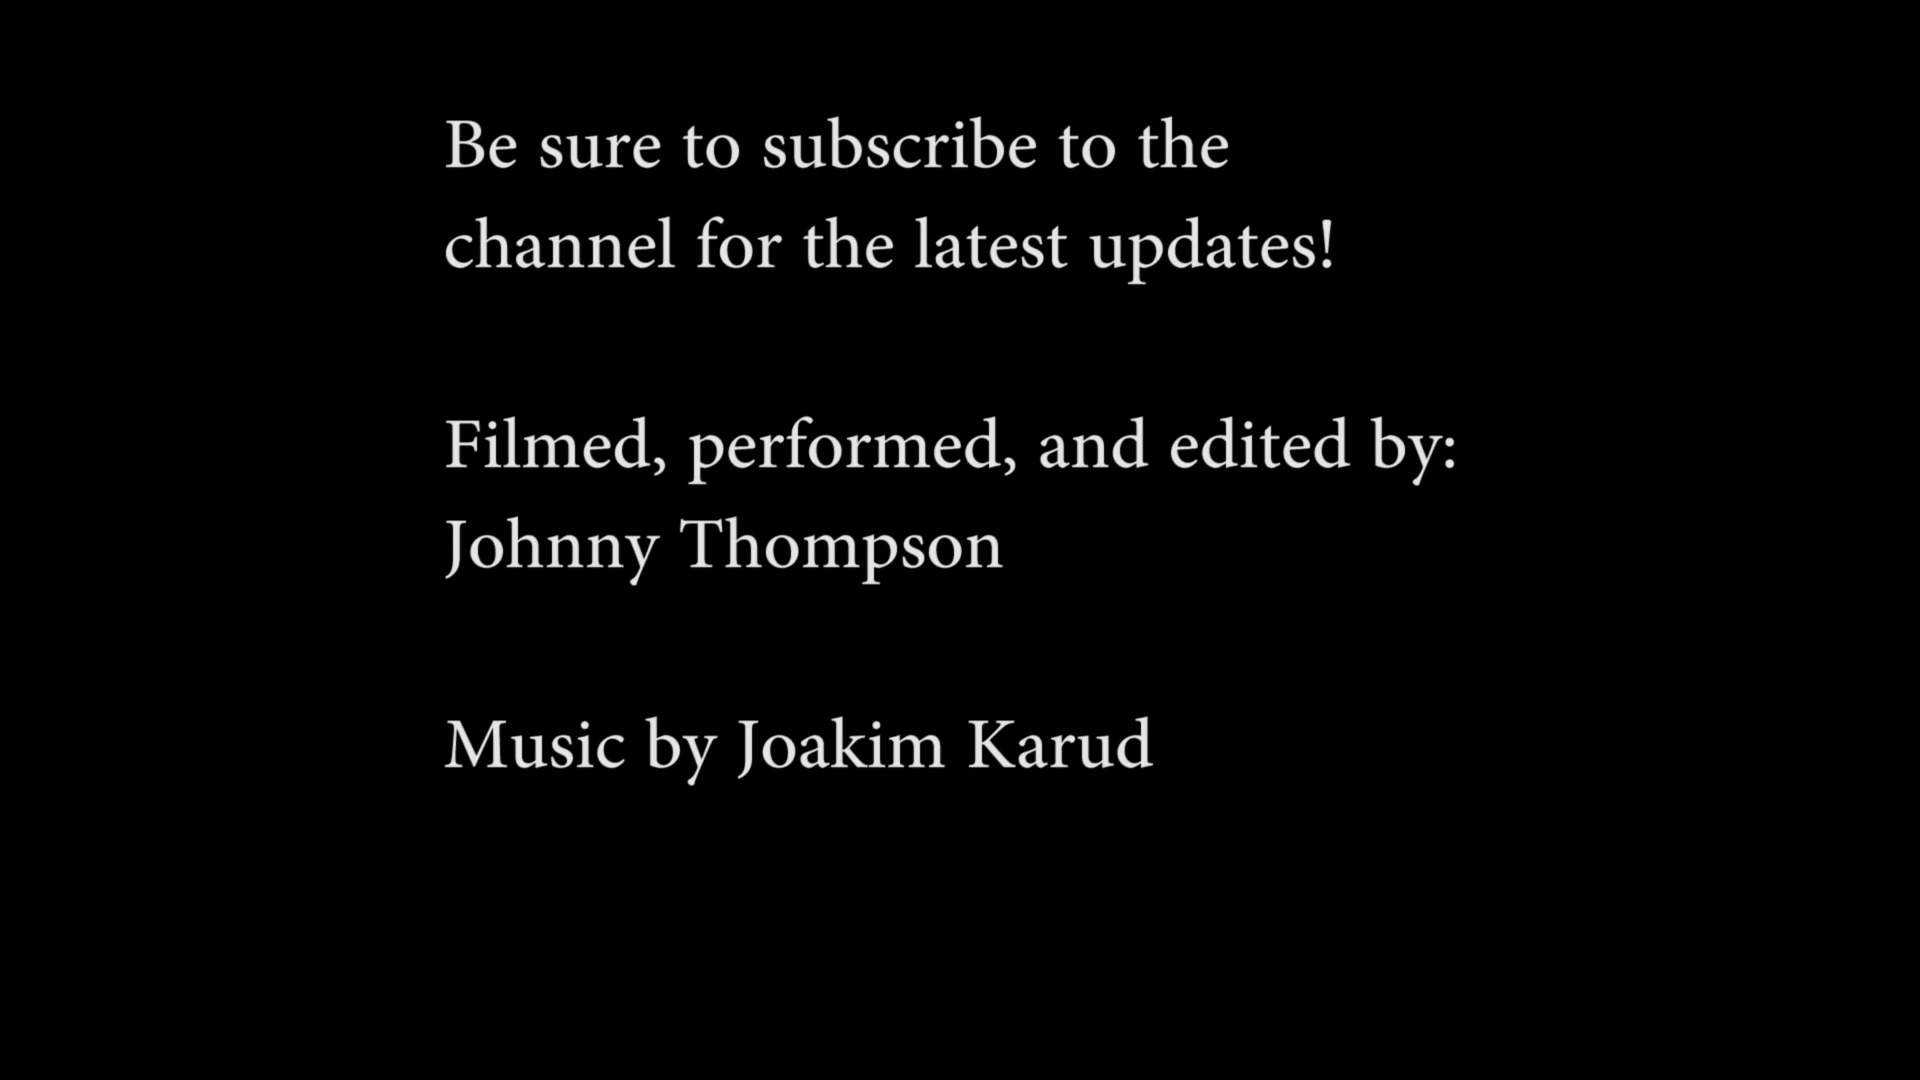 Be sure to subscribe to the
channel for the latest updates!
Filmed, performed, and edited by:
Johnny Thompson
Music by Joakim Karud